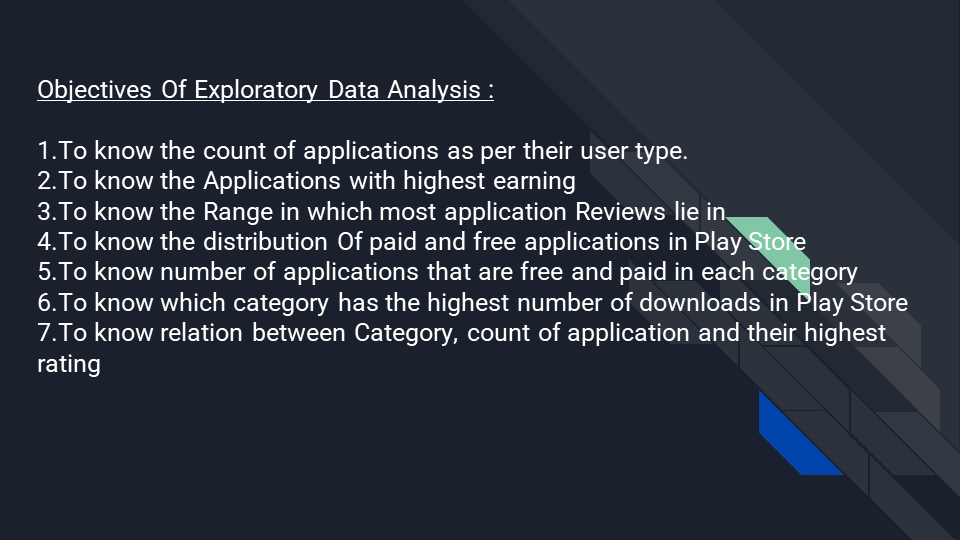 Objectives Of Exploratory Data Analysis :
1.To know the count of applications as per their user type.
2.To know the Applications with highest earning
3.To know the Range in which most application Reviews lie in
4.To know the distribution Of paid and free applications in Play Store
5.To know number of applications that are free and paid in each category
6.To know which category has the highest number of downloads in Play Store
7.To know relation between Category, count of application and their highest
rating